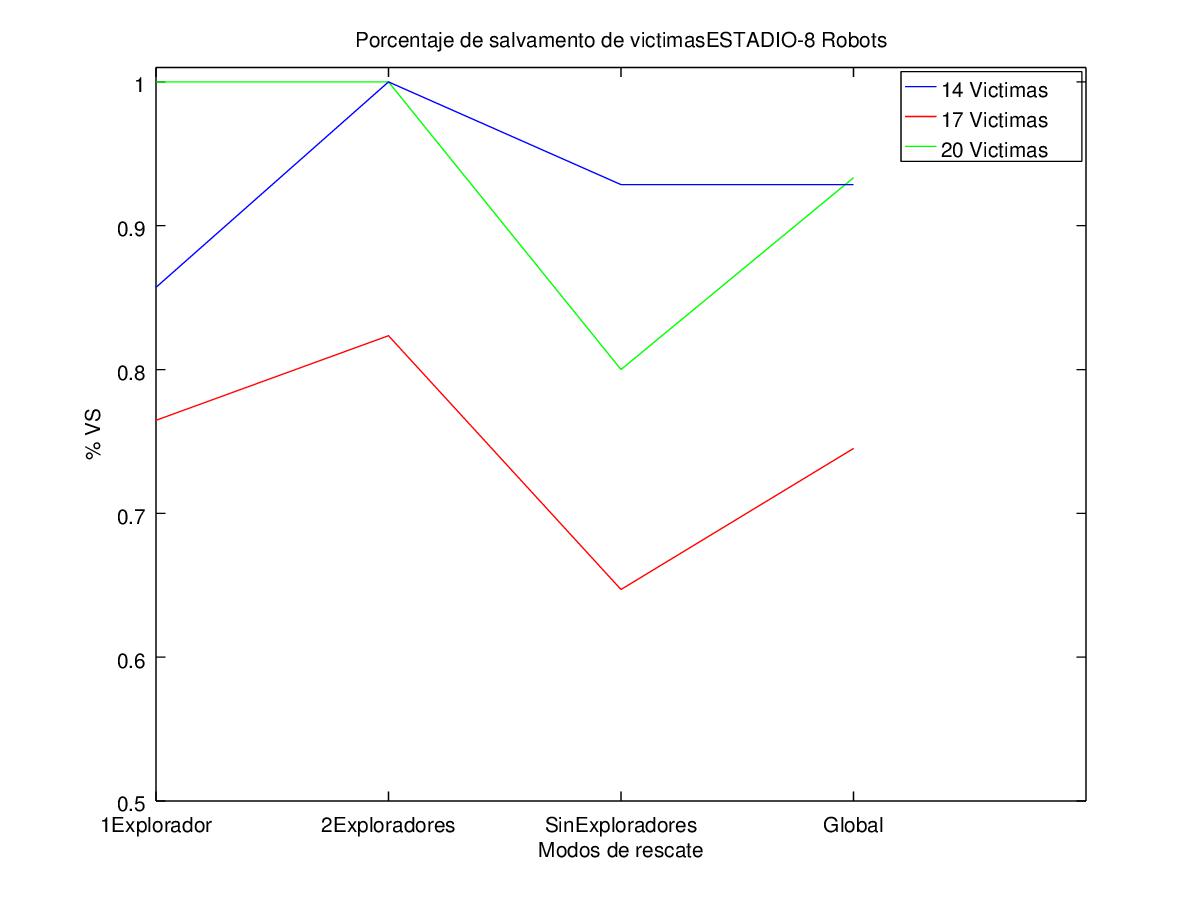 Porcentaje de salvamento de victimasESTADIO-8 Robots
1
0.9
0.8
0.7
0.6
0.5
% VS
14 Victimas
17 Victimas
20 Victimas
1Explorador
2Exploradores
SinExploradores
Global
Modos de rescate